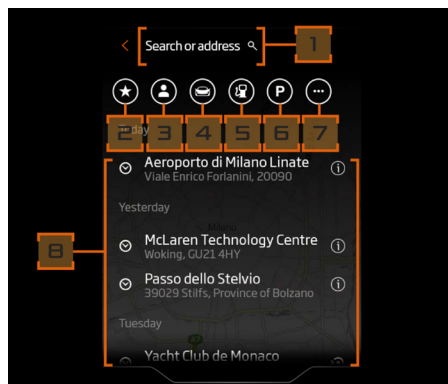 Search or address
1
2
3
4
5
6
7
P
Today
Aeroporto di Milano Linate
Viale Enrico Forlanini, 20090
Yesterday
Milano
McLaren Technology Centre
Woking, GU21 4HY
8
Passo dello Stelvio
39029 Stilfs, Province of Bolzano
Tuesday
Yacht Club de Monaco